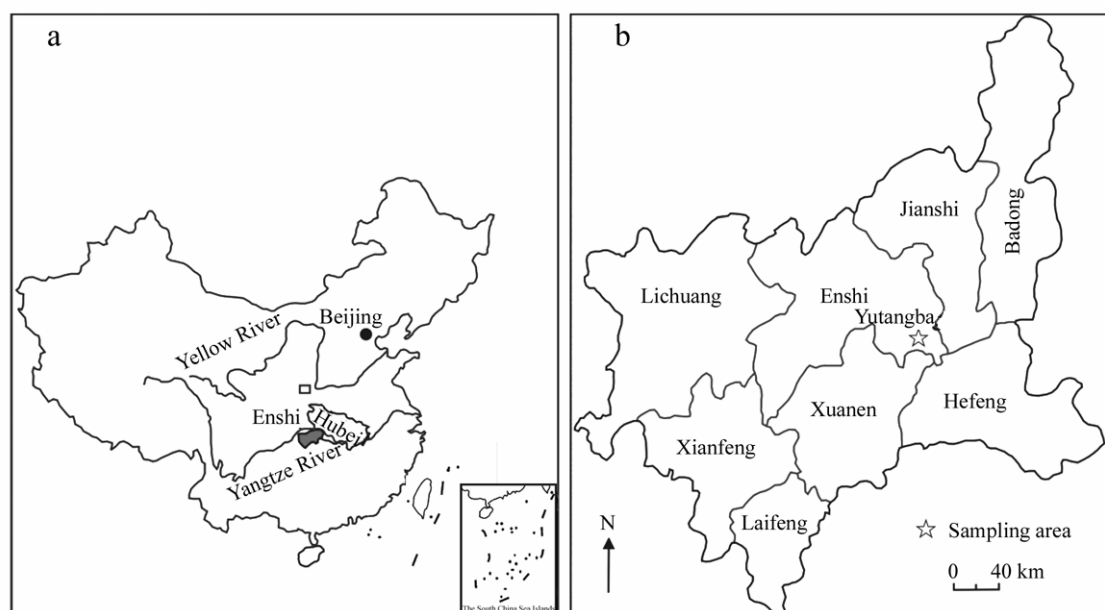 a
Beijing
Yellow River
Enshi
Hubei
Yangtze River
The South China Sea Islands
b
Jianshi
Badong
Lichuang
Enshi
Yutangba
Xuanen
Hefeng
Xianfeng
Laifeng
N
Sampling area
0 40 km